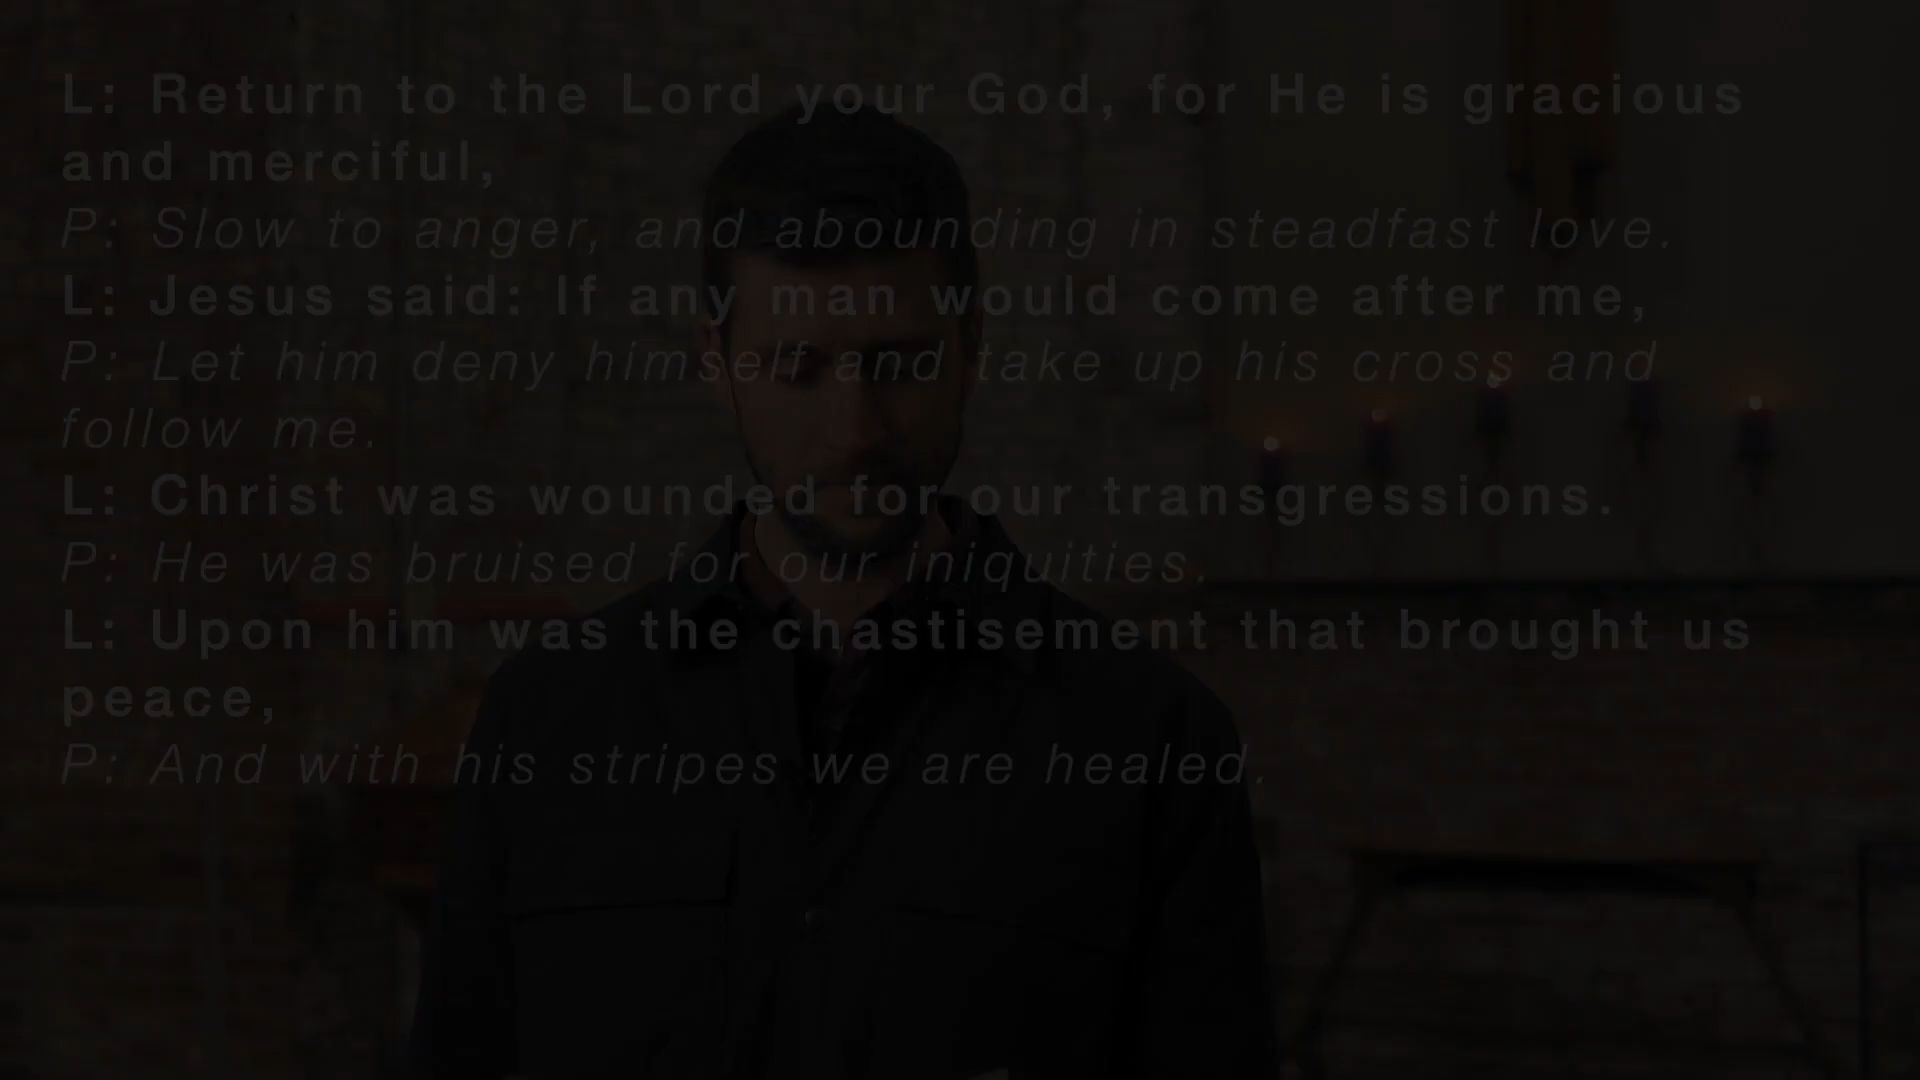 L: Return to the Lord your God, for He is gracious
and merciful,
P: Slow to anger, and abounding in steadfast love.
L: Jesus said: If any man would come after me,
P: Let him deny himself and take up his cross and
follow me.
L: Christ was wounded for our transgressions.
P: He was bruised for our iniquities.
L: Upon him was the chastisement that brought us
peace,
P: And with his stripes we are healed.